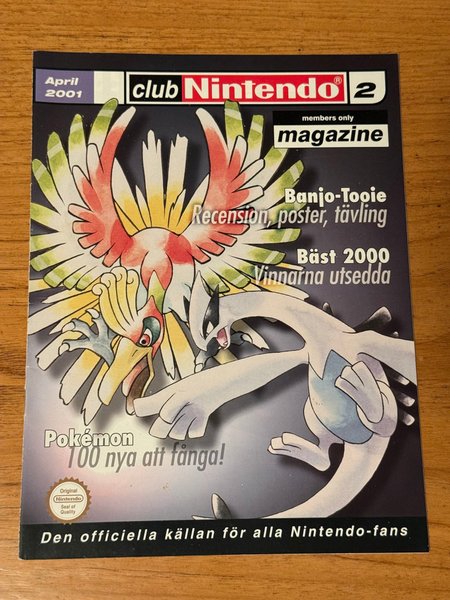 April
2001
club Nintendo® 2
members only
magazine
Banjo-Tooie
Recension, poster, tävling
Bäst 2000
Vinnarna utsedda
Pokémon
100 nya att fånga!
Original
Nintendo
Seal of
Quality
Den officiella källan för alla Nintendo-fans